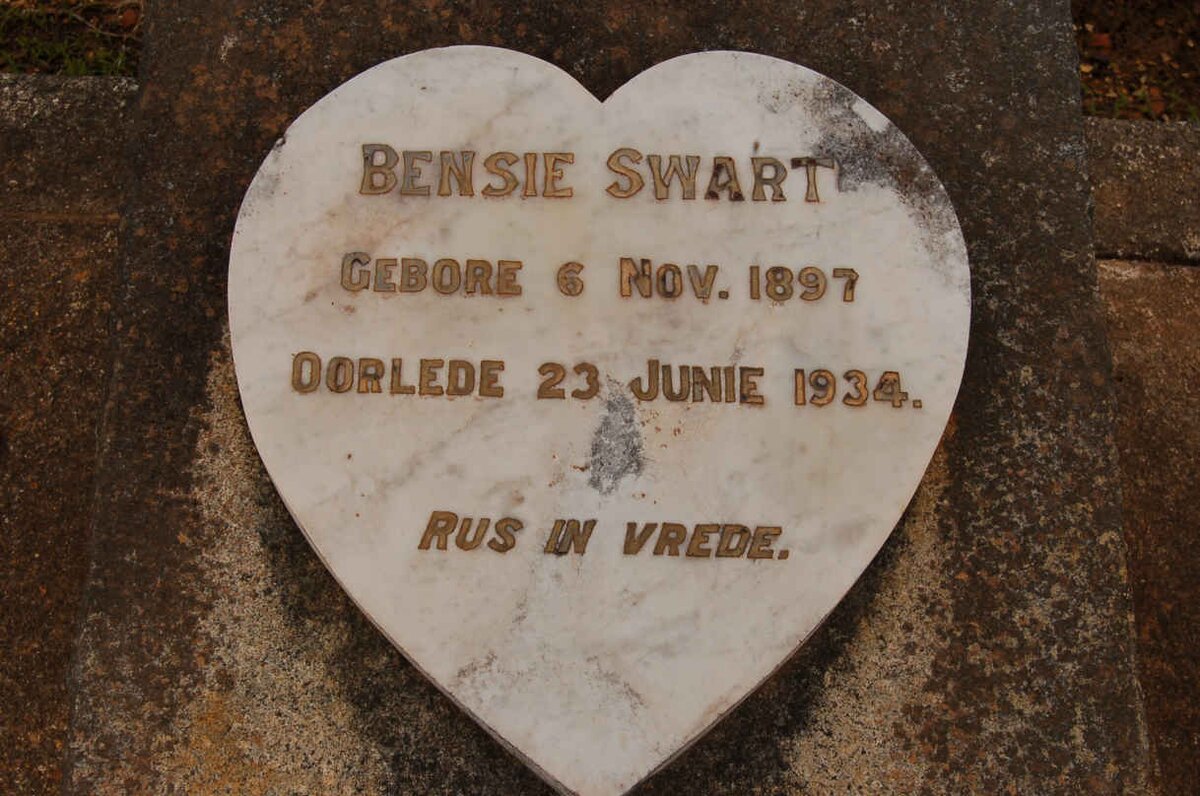 BENSIE SWART
GEBORE 6 NOV. 1897
OORLEDE 23 JUNIE 1934.
RUS IN VREDE.